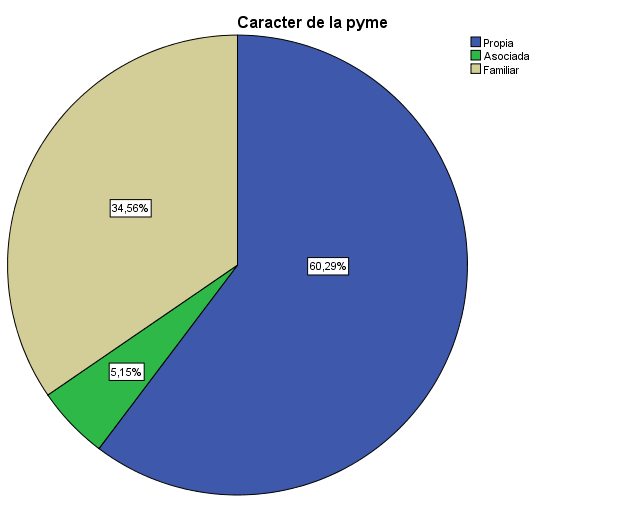 Caracter de la pyme
Propia
Asociada
Familiar
34,56%
60,29%
5,15%